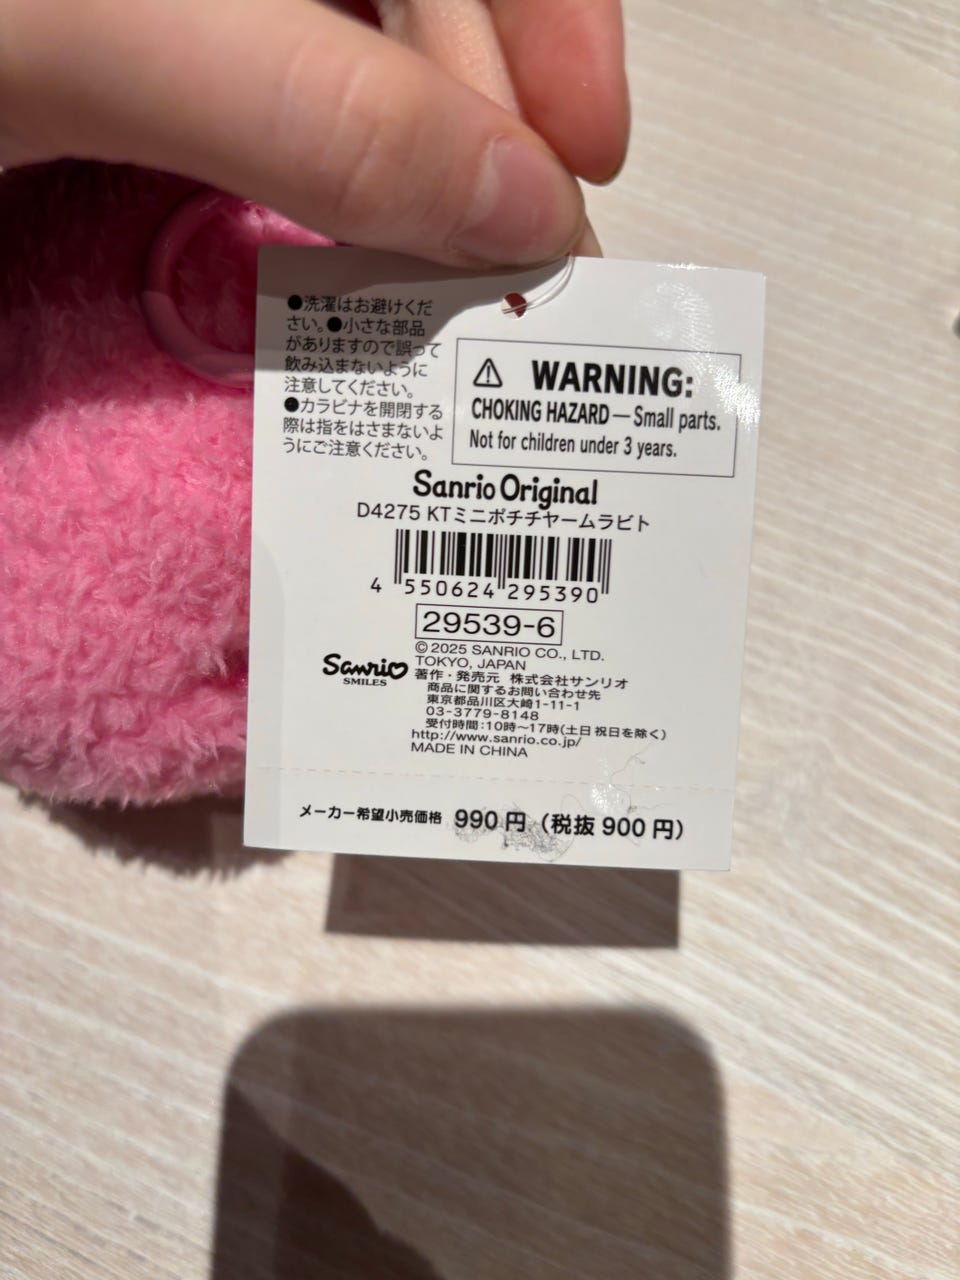 ●洗濯はお避けくだ
さい。●小さな部品
がありますので誤って
飲み込まないように
注意してください。
●カラビナを開閉する
際は指をはさまないよ
うにご注意ください。
WARNING:
CHOKING HAZARD — Small parts.
Not for children under 3 years.
Sanrio Original
D4275 KTミニポチチャームラビト
4 550624 295390
29539-6
© 2025 SANRIO CO., LTD.
TOKYO, JAPAN
Sanrio
SMILES
著作・発売元 株式会社サンリオ
商品に関するお問い合わせ先
東京都品川区大崎1-11-1
03-3779-8148
受付時間:10時〜17時(土日祝日を除く)
http://www.sanrio.co.jp/
MADE IN CHINA
メーカー希望小売価格 990円(税抜900円)